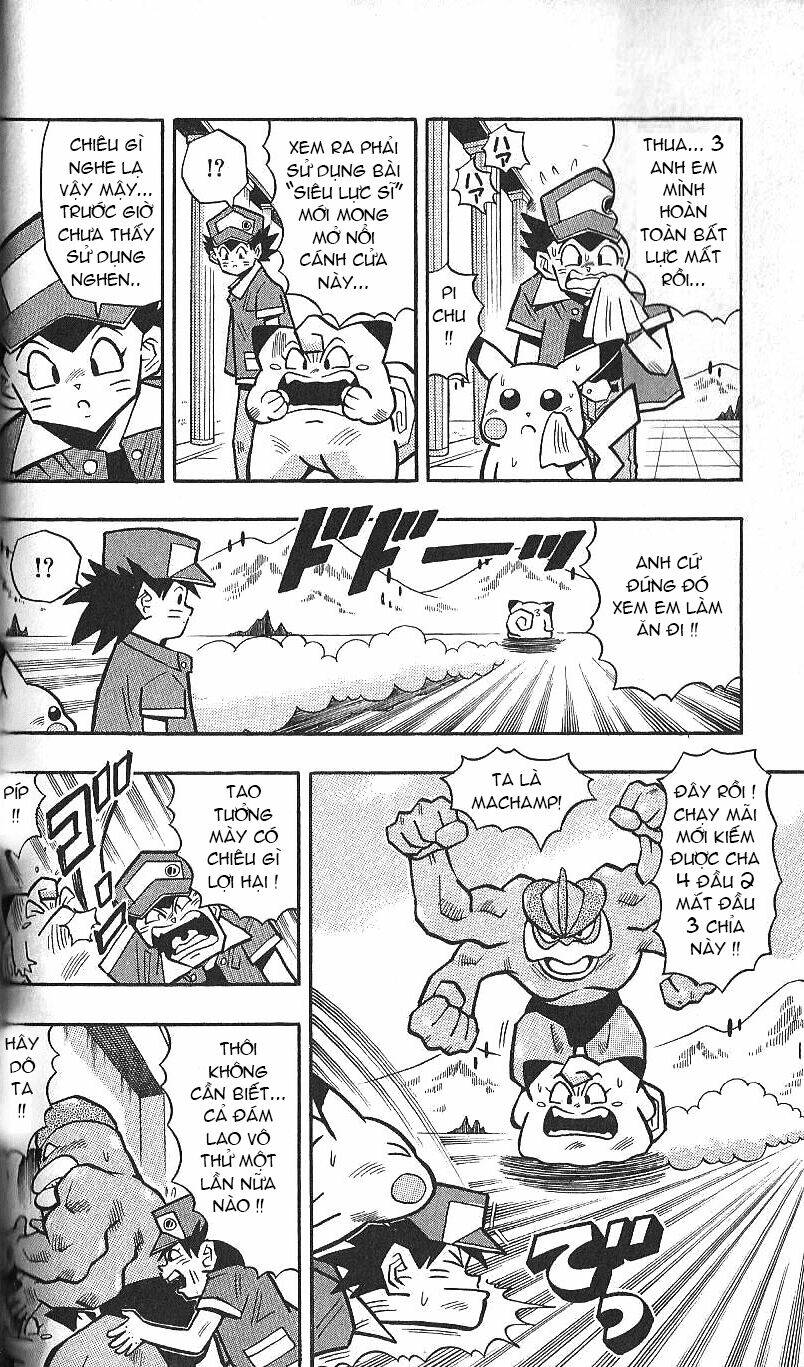 THUA... 3
ANH EM
MÌNH
HOÀN
TOÀN BẤT
LỰC MẤT
RỒI...
ハァ
ハァ
PI
CHU
!!
XEM RA PHẢI
SỬ DỤNG BÀI
"SIÊU LỰC SĨ"
MỚI MONG
MỞ NỔI
CÁNH CỬA
NÀY...
!?
CHIÊU GÌ
NGHE LẠ
VẬY MẬY...
TRƯỚC GIỜ
CHƯA THẤY
SỬ DỤNG
NGHEN..
ANH CỨ
ĐỨNG ĐÓ
XEM EM LÀM
ĂN ĐI !!
ドドーッ
!?
ĐÂY RỒI !
CHẠY MÃI
MỚI KIẾM
ĐƯỢC CHA
4 ĐẦU 2
MẮT ĐẦU
3 CHỈA
NÀY !!
TA LÀ
MACHAMP!
でっ
TAO
TƯỞNG
MÀY CÓ
CHIÊU GÌ
LỢI HẠI !
PÍP
!!
THÔI
KHÔNG
CẦN BIẾT...
CẢ ĐÁM
LAO VÔ
THỬ MỘT
LẦN NỮA
NÀO !!
HÂY
DÔ
TA
!!